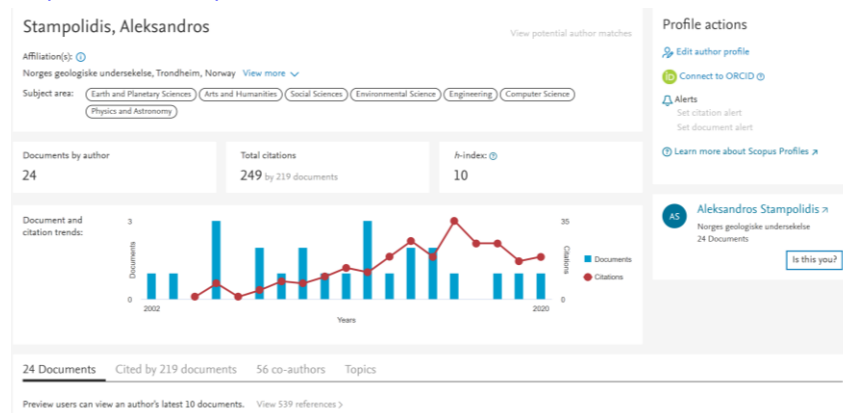 Stampolidis, Aleksandros
View potential author matches
Affiliation(s):
Norges geologiske undersekelse, Trondheim, Norway View more
Subject area: Earth and Planetary Sciences Arts and Humanities Social Sciences Environmental Science Engineering Computer Science
Physics and Astronomy
Documents by author
24
Total citations
249 by 219 documents
h-index:
10
Document and
citation trends:
3
0
Documents
2002
2020
Years
35
0
Citations
Documents
Citations
24 Documents Cited by 219 documents 56 co-authors Topics
Preview users can view an author's latest 10 documents. View 539 references >
Profile actions
Edit author profile
iD Connect to ORCID
Alerts
Set citation alert
Set document alert
Learn more about Scopus Profiles ↗
AS
Aleksandros Stampolidis ↗
Norges geologiske undersekelse
24 Documents
Is this you?